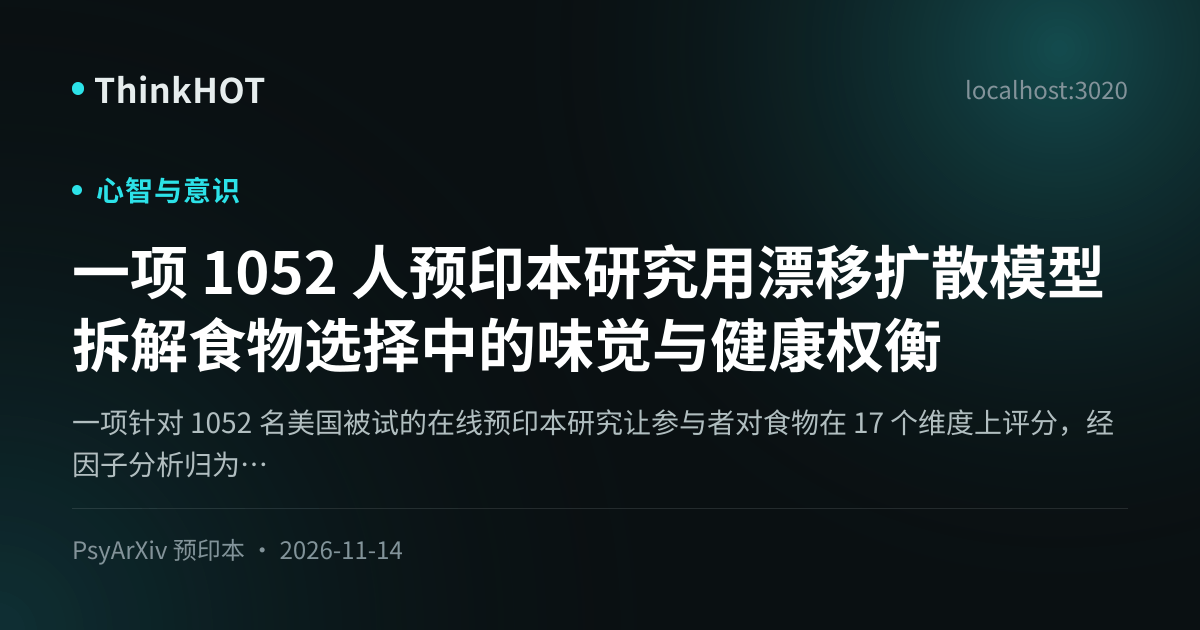 ThinkHOT
localhost:3020
心智与意识
一项 1052 人预印本研究用漂移扩散模型
拆解食物选择中的味觉与健康权衡
一项针对 1052 名美国被试的在线预印本研究让参与者对食物在 17 个维度上评分，经
因子分析归为…
PsyArXiv 预印本 · 2026-11-14